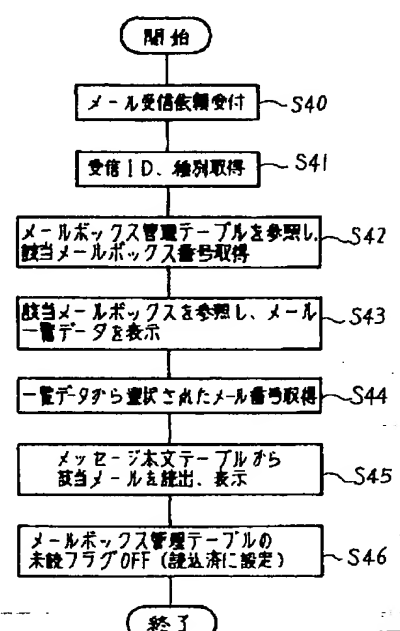 開始
メール受信依頼受付
S40
受信ID、種別取得
S41
メールボックス管理テーブルを参照し、
該当メールボックス番号取得
S42
該当メールボックスを参照し、メール
一覧データを表示
S43
一覧データから選択されたメール番号取得
S44
メッセージ本文テーブルから
該当メールを読出、表示
S45
メールボックス管理テーブルの
未読フラグOFF(読込済に設定)
S46
終了